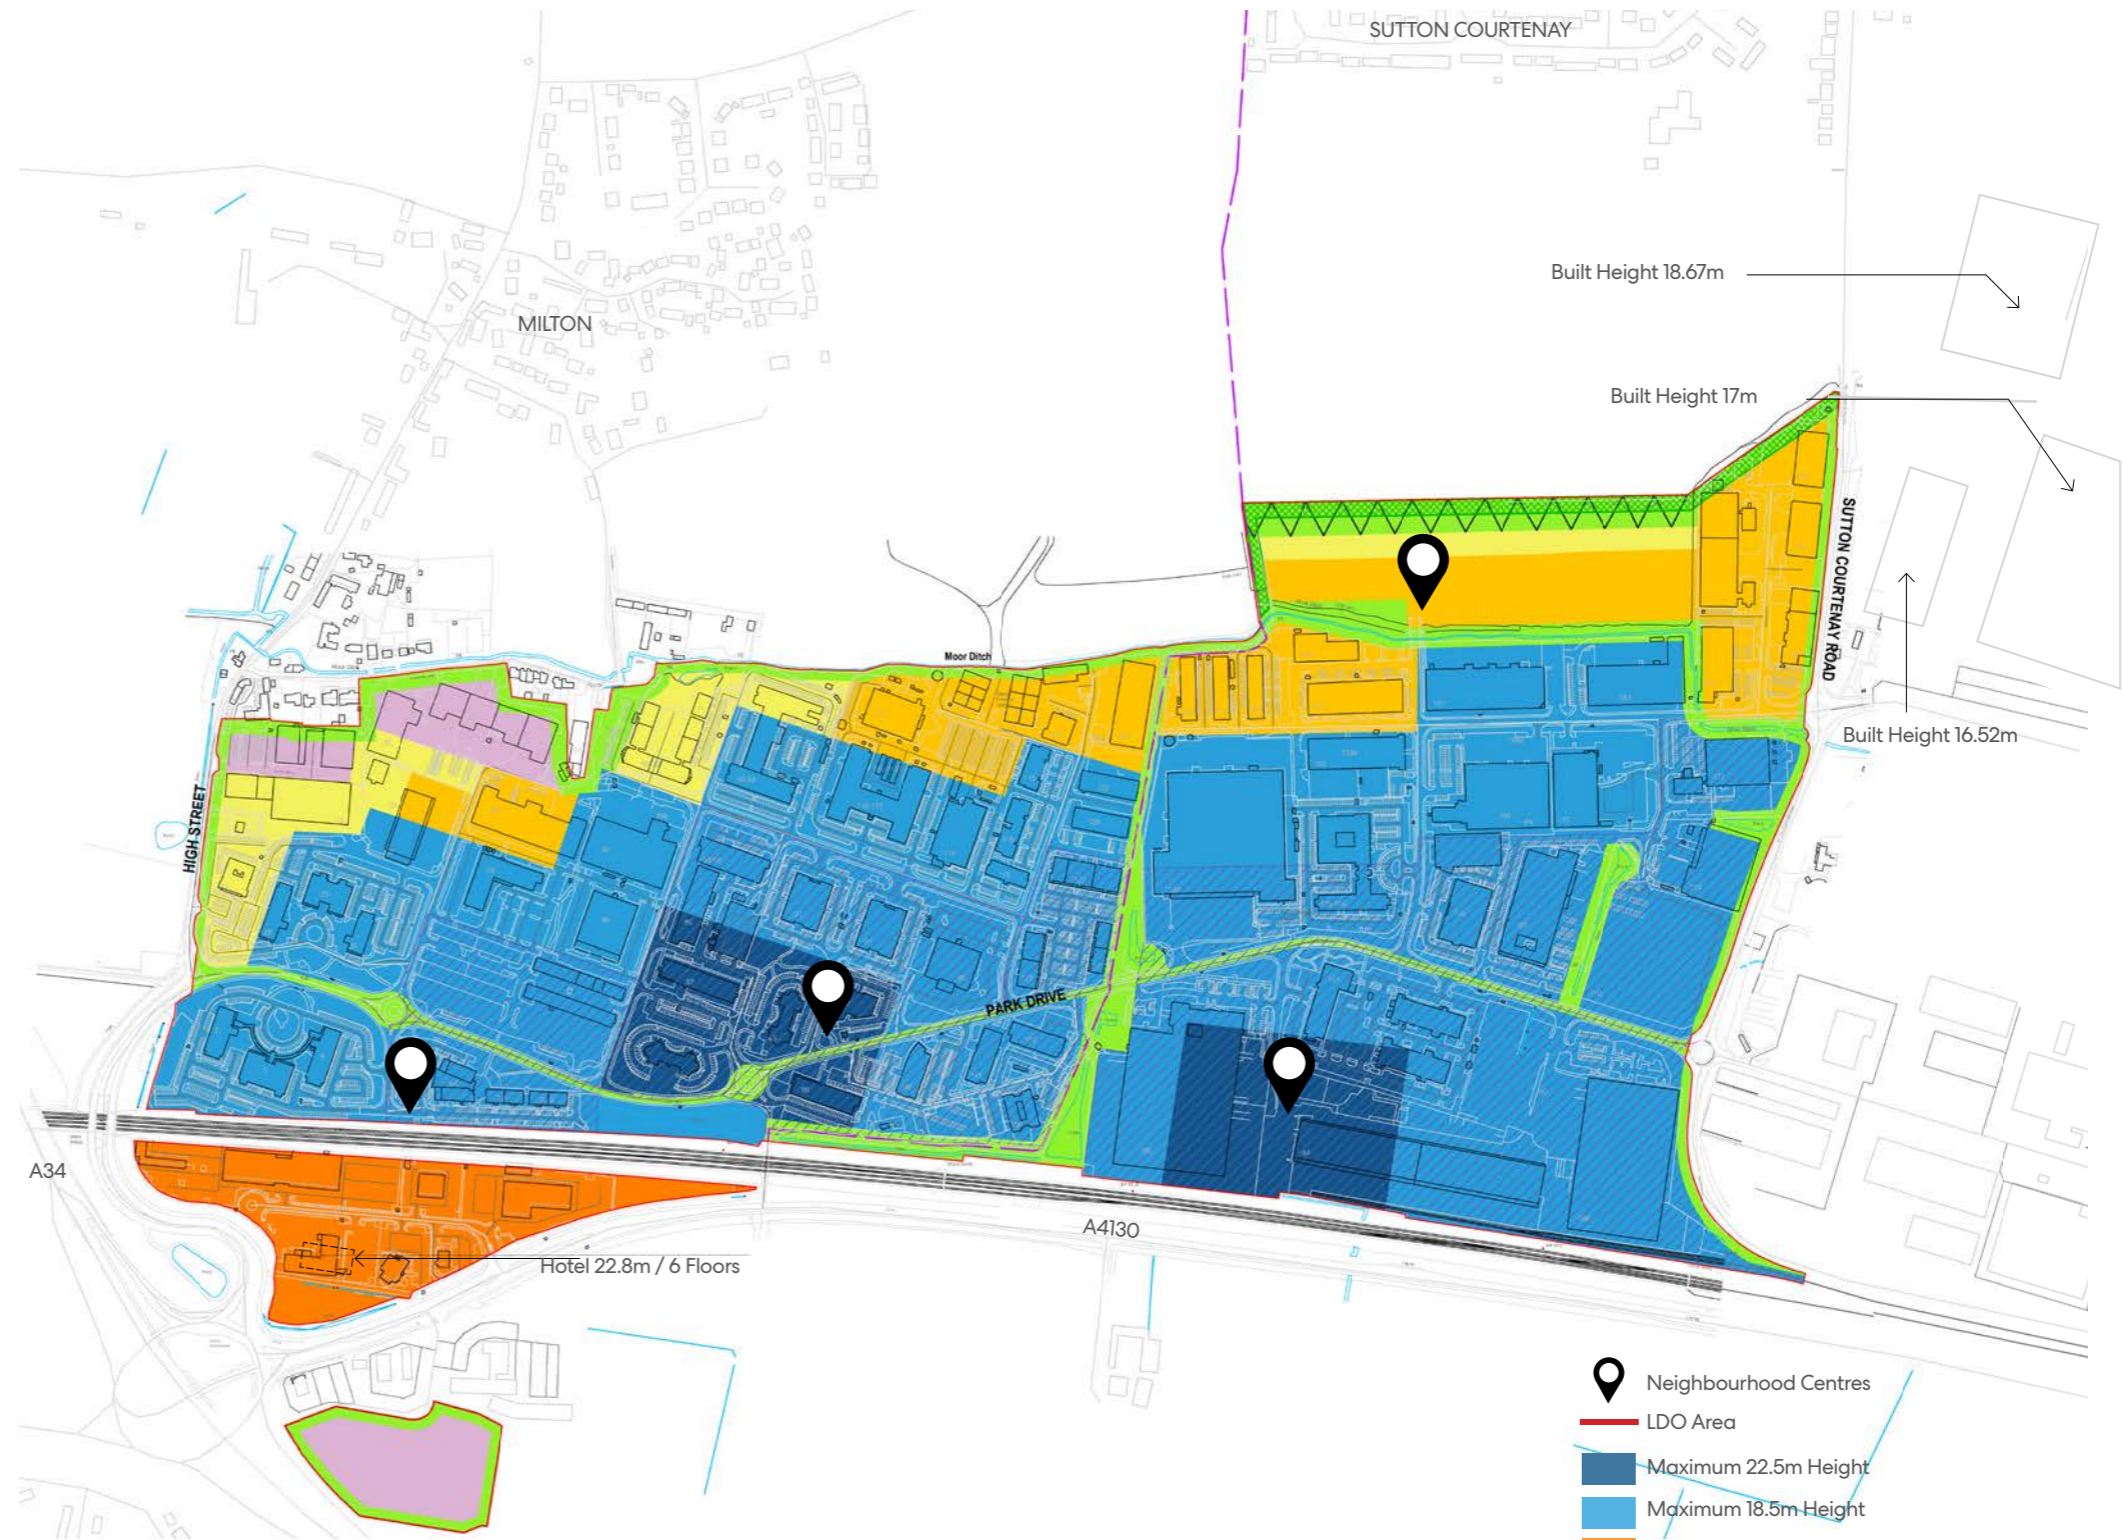 SUTTON COURTENAY
Built Height 18.67m
MILTON
Built Height 17m
SUTTON COURTENAY ROAD
Moor Ditch
Moor Ditch
Built Height 16.52m
HIGH STREET
PARK DRIVE
A34
A4130
Hotel 22.8m / 6 Floors
Neighbourhood Centres
LDO Area
Maximum 22.5m Height
Maximum 18.5m Height